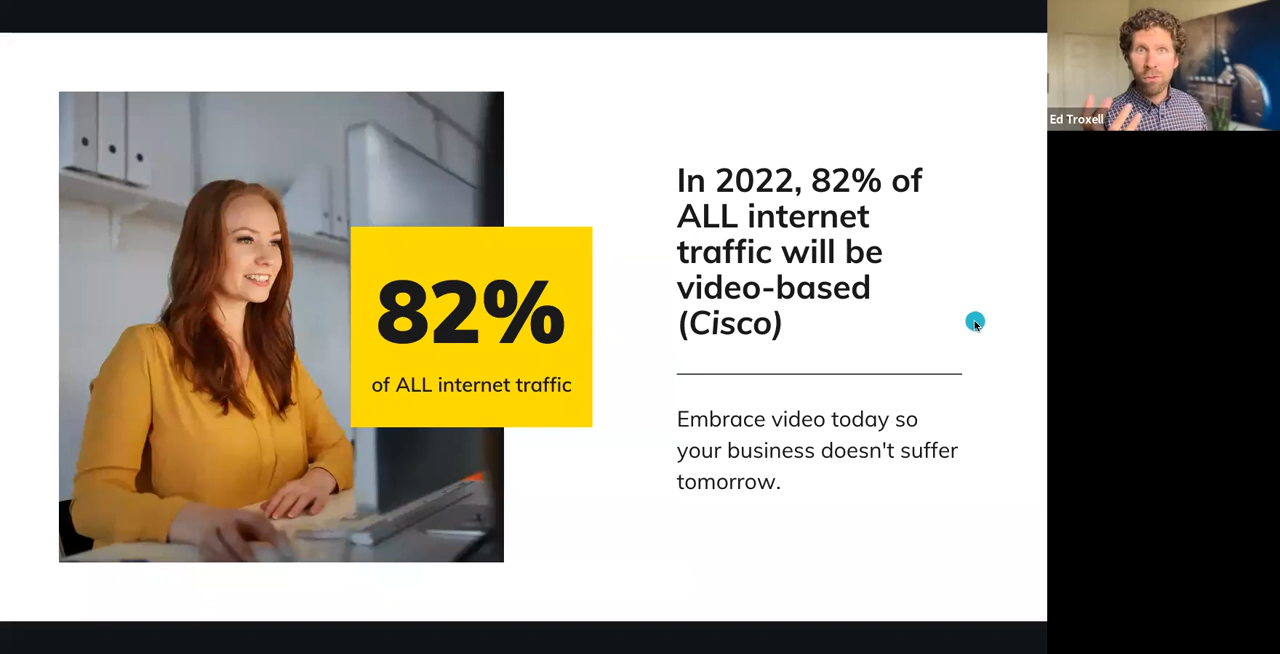 82%
of ALL internet traffic
In 2022, 82% of
ALL internet
traffic will be
video-based
(Cisco)
Embrace video today so
your business doesn't suffer
tomorrow.
Ed Troxell